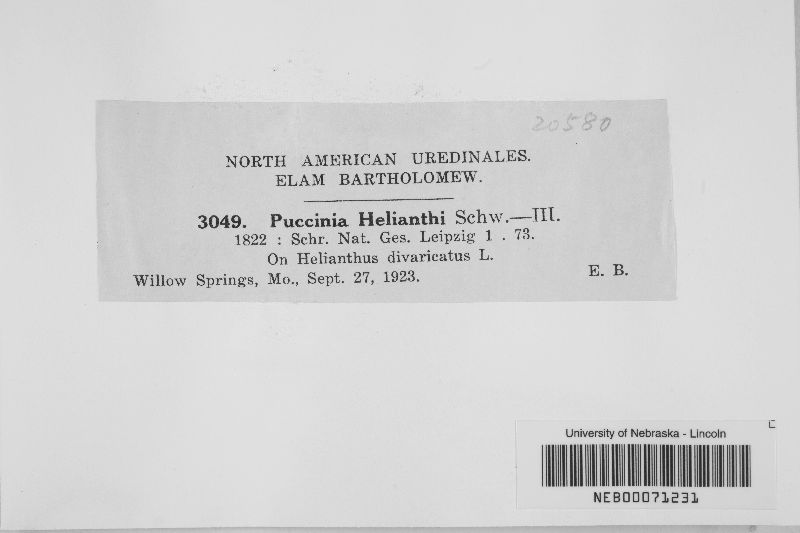 20580
NORTH AMERICAN UREDINALES.
ELAM BARTHOLOMEW.
3049. Puccinia Helianthi Schw.—III.
1822 : Schr. Nat. Ges. Leipzig 1 . 73.
On Helianthus divaricatus L.
Willow Springs, Mo., Sept. 27, 1923. E. B.
University of Nebraska - Lincoln
NEB00071231